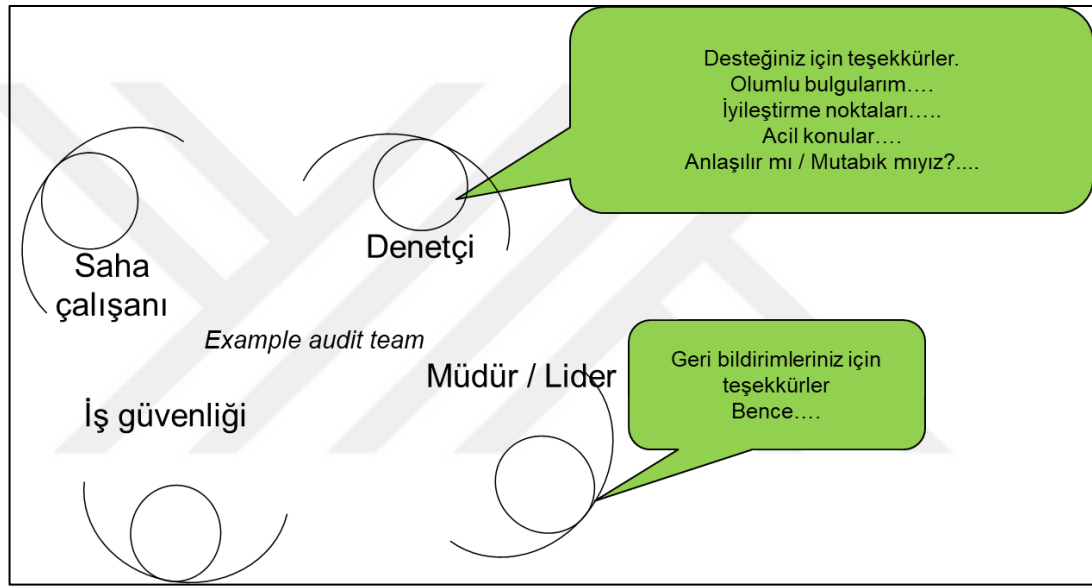 Desteğiniz için teşekkürler.
Olumlu bulgularım….
İyileştirme noktaları…..
Acil konular….
Anlaşılır mı / Mutabık mıyız?....
Denetçi
Saha
çalışanı
Example audit team
Müdür / Lider
Geri bildirimleriniz için
teşekkürler
Bence….
İş güvenliği